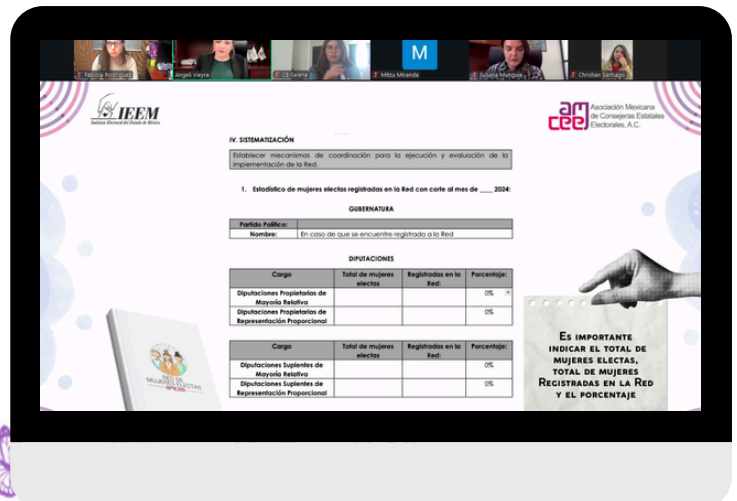 Fabiola Rodríguez
Angeli Vieyra
CE Selene
M
Mitzu Miranda
Susana Munguía
Christian Santiago
IEEM
Instituto Electoral del Estado de México
amcee
Asociación Mexicana
de Consejeras Estatales
Electorales, A.C.
IV. SISTEMATIZACIÓN
Establecer mecanismos de coordinación para la ejecución y evaluación de la
implementación de la Red.
1. Estadístico de mujeres electas registradas en la Red con corte al mes de ____ 2024:
GUBERNATURA
Partido Político:
Nombre: En caso de que se encuentre registrada a la Red
DIPUTACIONES
Cargo Total de mujeres electas Registradas en la Red: Porcentaje:
Diputaciones Propietarias de Mayoría Relativa 0%
Diputaciones Propietarias de Representación Proporcional 0%
Cargo Total de mujeres electas Registradas en la Red: Porcentaje:
Diputaciones Suplentes de Mayoría Relativa 0%
Diputaciones Suplentes de Representación Proporcional 0%
RED DE
MUJERES ELECTAS
Es importante
indicar el total de
mujeres electas,
total de mujeres
Registradas en la Red
y el porcentaje